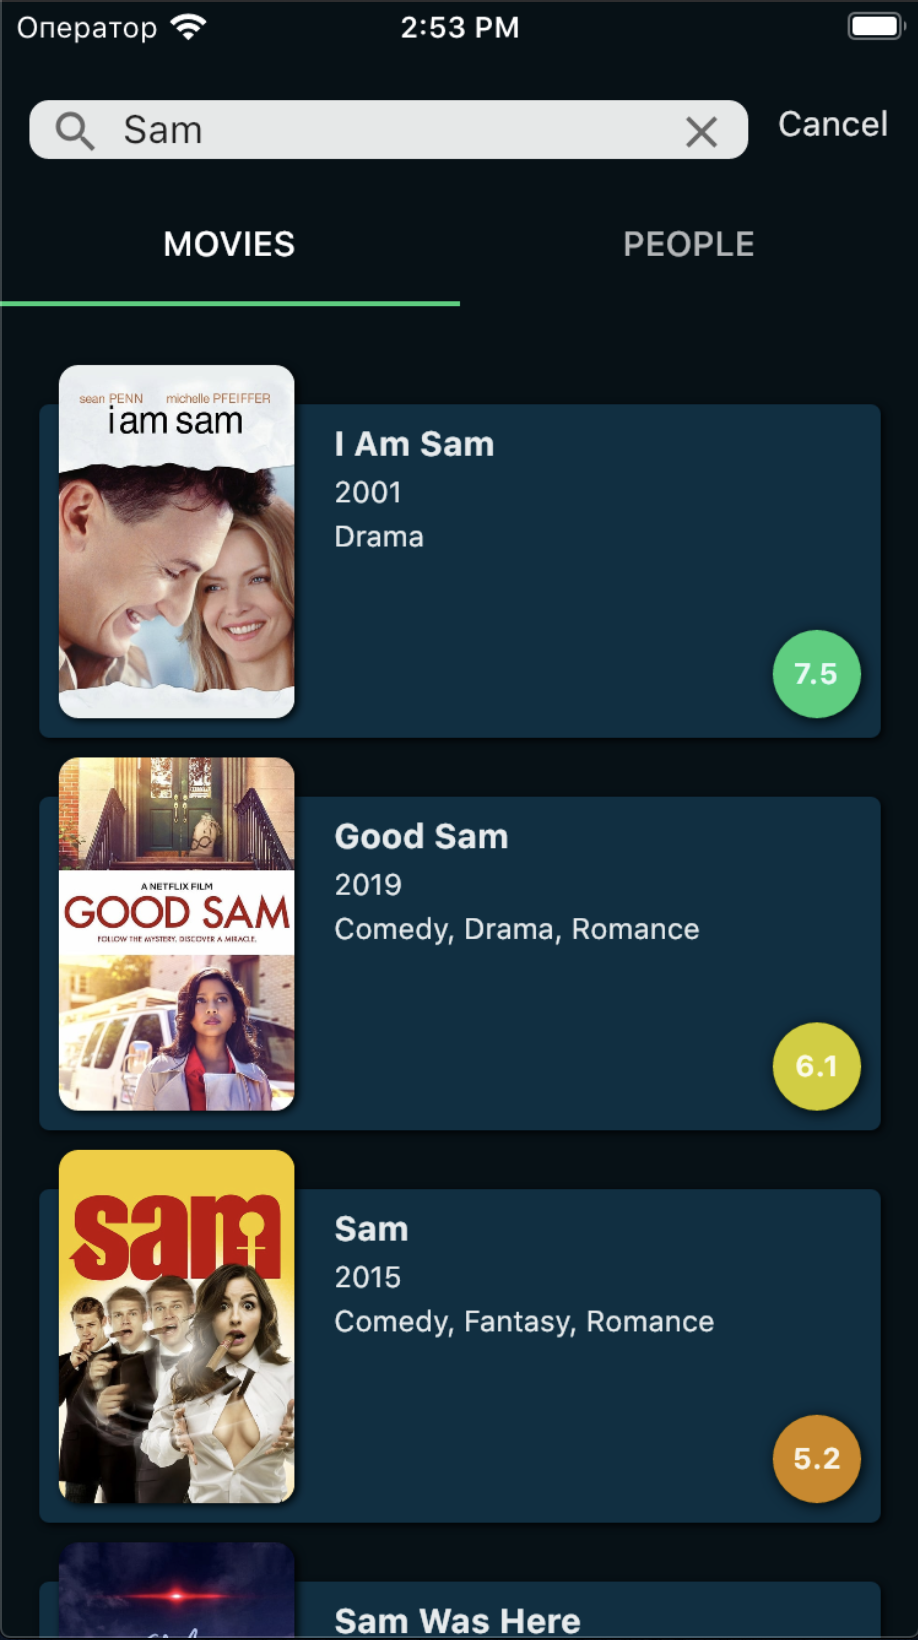 Оператор 2:53 PM
Sam
Cancel
MOVIES PEOPLE
sean PENN michelle PFEIFFER
i am sam
I Am Sam
2001
Drama
7.5
A NETFLIX FILM
GOOD SAM
FOLLOW THE MYSTERY. DISCOVER A MIRACLE.
Good Sam
2019
Comedy, Drama, Romance
6.1
sam
Sam
2015
Comedy, Fantasy, Romance
5.2
Sam Was Here